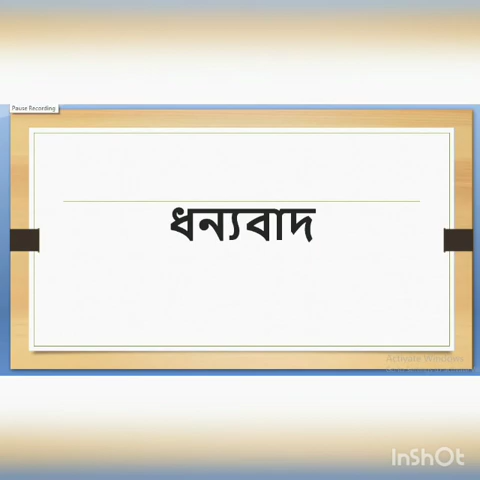 Pause Recording
ধন্যবাদ
Activate Windows
InShOt